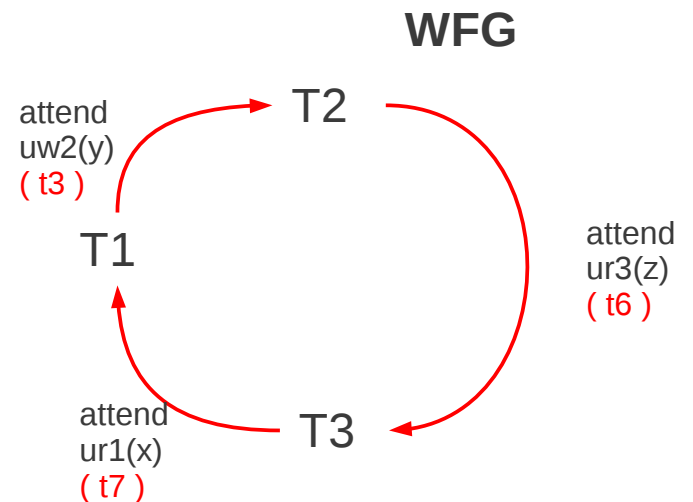 WFG
T2
attend
uw2(y)
( t3 )
T1
attend
ur3(z)
( t6 )
attend
ur1(x)
( t7 )
T3